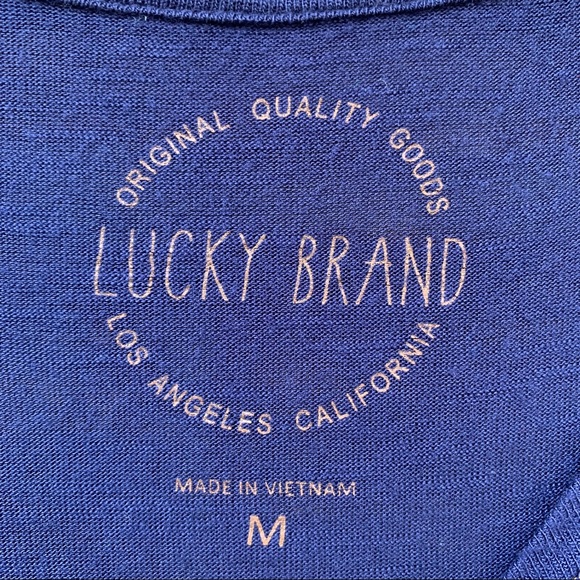 ORIGINAL QUALITY GOODS
LUCKY BRAND
LOS ANGELES CALIFORNIA
MADE IN VIETNAM
M